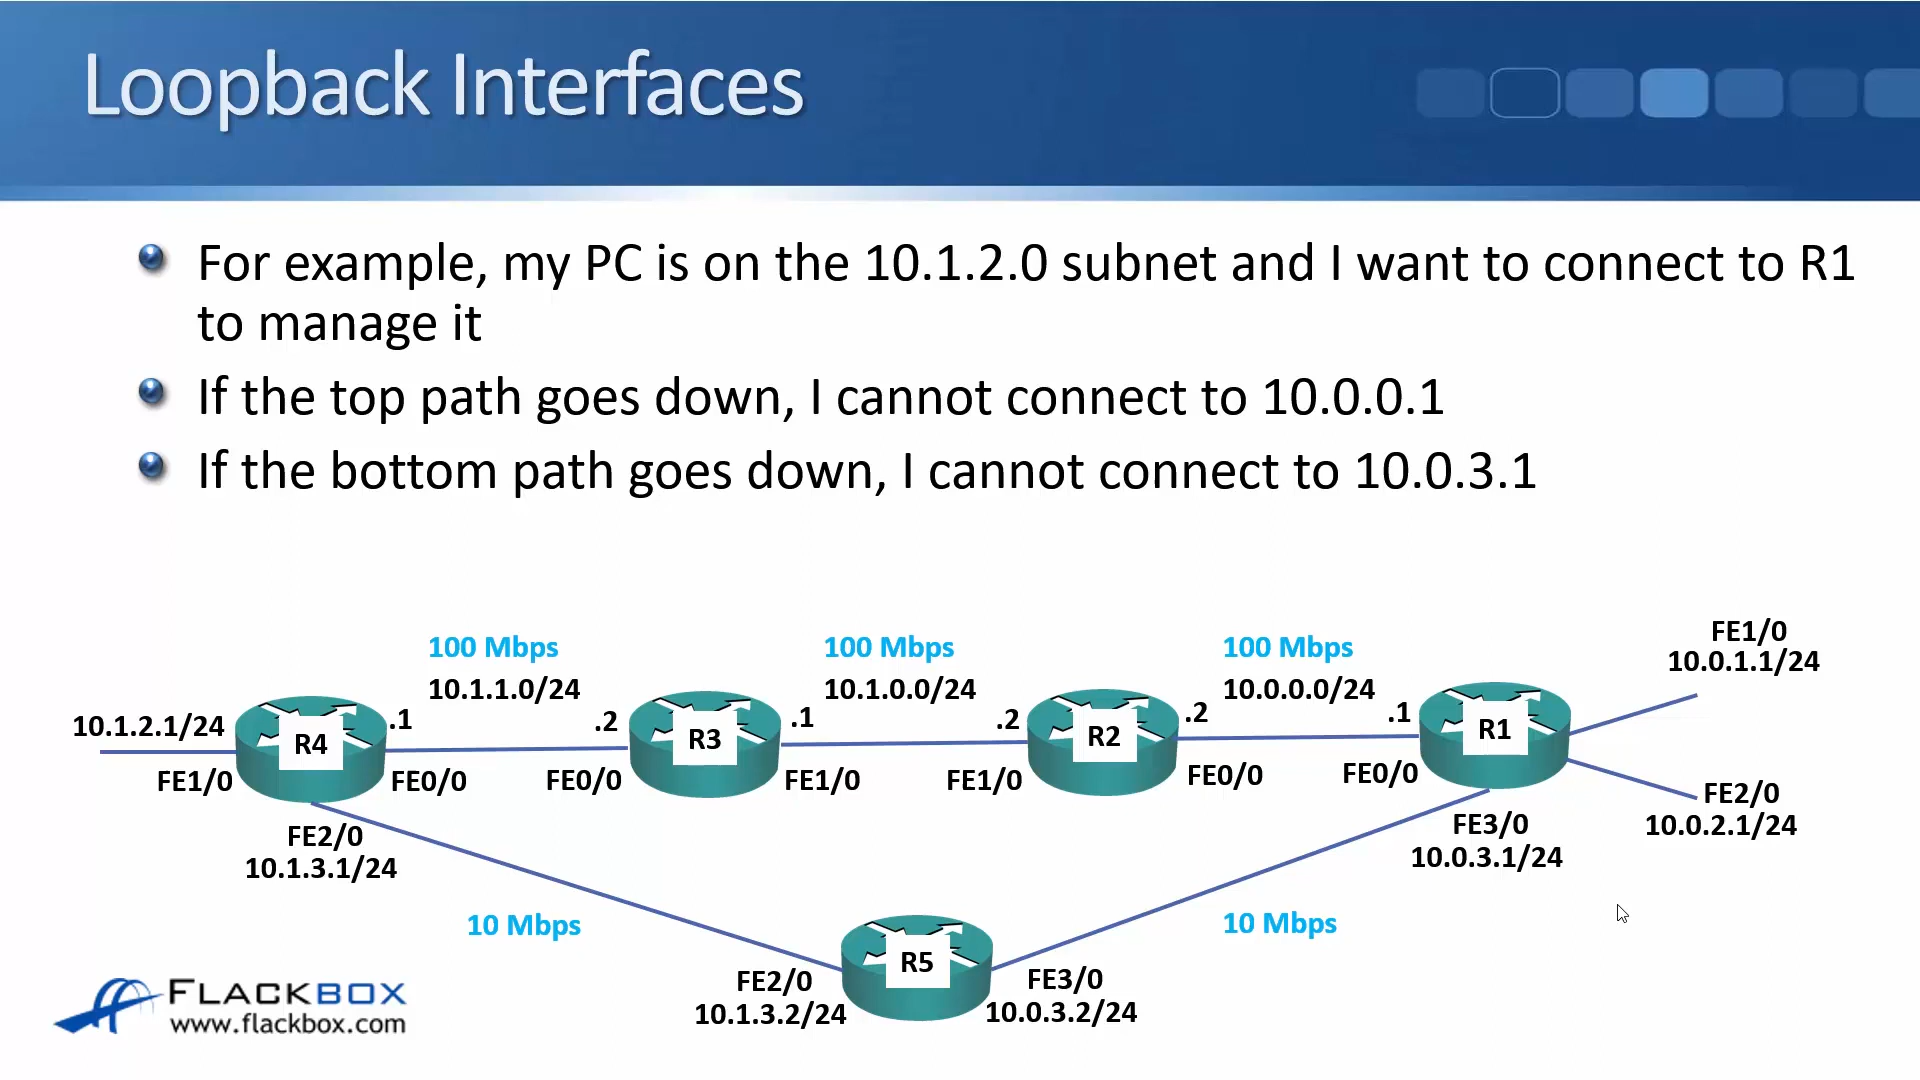 Loopback Interfaces
For example, my PC is on the 10.1.2.0 subnet and I want to connect to R1
to manage it
If the top path goes down, I cannot connect to 10.0.0.1
If the bottom path goes down, I cannot connect to 10.0.3.1
100 Mbps
10.1.1.0/24
100 Mbps
10.1.0.0/24
100 Mbps
10.0.0.0/24
FE1/0
10.0.1.1/24
10.1.2.1/24
R4
.1
.2
R3
.1
.2
R2
.2
.1
R1
FE1/0
FE0/0
FE0/0
FE1/0
FE1/0
FE0/0
FE0/0
FE2/0
10.0.2.1/24
FE2/0
10.1.3.1/24
FE3/0
10.0.3.1/24
10 Mbps
10 Mbps
R5
FE2/0
10.1.3.2/24
FE3/0
10.0.3.2/24
FLACKBOX
www.flackbox.com